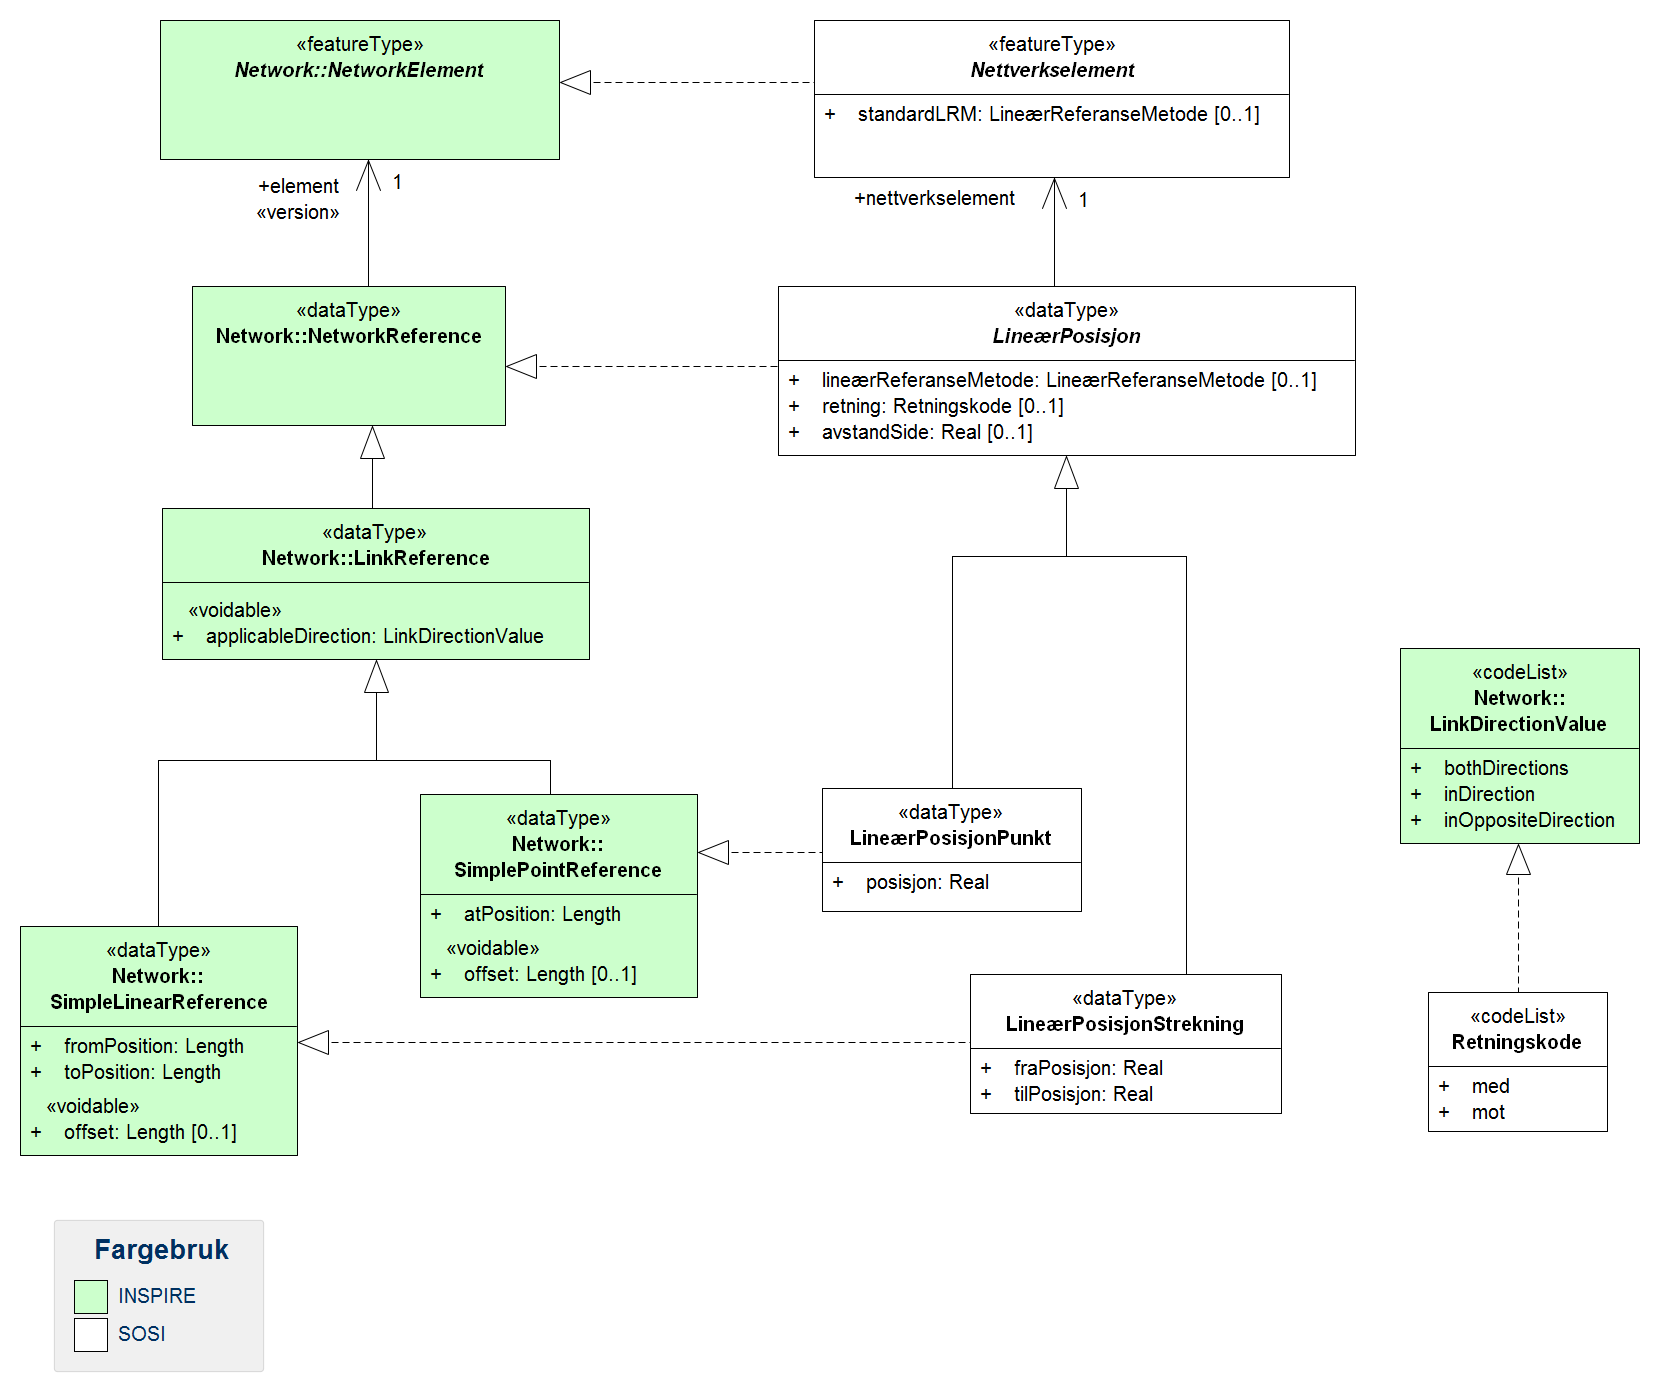 «featureType»
Network::NetworkElement
«featureType»
Nettverkselement
+ standardLRM: LineærReferanseMetode [0..1]
+element
«version»
1
+nettverkselement
1
«dataType»
Network::NetworkReference
«dataType»
LineærPosisjon
+ lineærReferanseMetode: LineærReferanseMetode [0..1]
+ retning: Retningskode [0..1]
+ avstandSide: Real [0..1]
«dataType»
Network::LinkReference
«voidable»
+ applicableDirection: LinkDirectionValue
«codeList»
Network::
LinkDirectionValue
+ bothDirections
+ inDirection
+ inOppositeDirection
«dataType»
Network::
SimplePointReference
+ atPosition: Length
«voidable»
+ offset: Length [0..1]
«dataType»
LineærPosisjonPunkt
+ posisjon: Real
«dataType»
Network::
SimpleLinearReference
+ fromPosition: Length
+ toPosition: Length
«voidable»
+ offset: Length [0..1]
«dataType»
LineærPosisjonStrekning
+ fraPosisjon: Real
+ tilPosisjon: Real
«codeList»
Retningskode
+ med
+ mot
Fargebruk
INSPIRE
SOSI